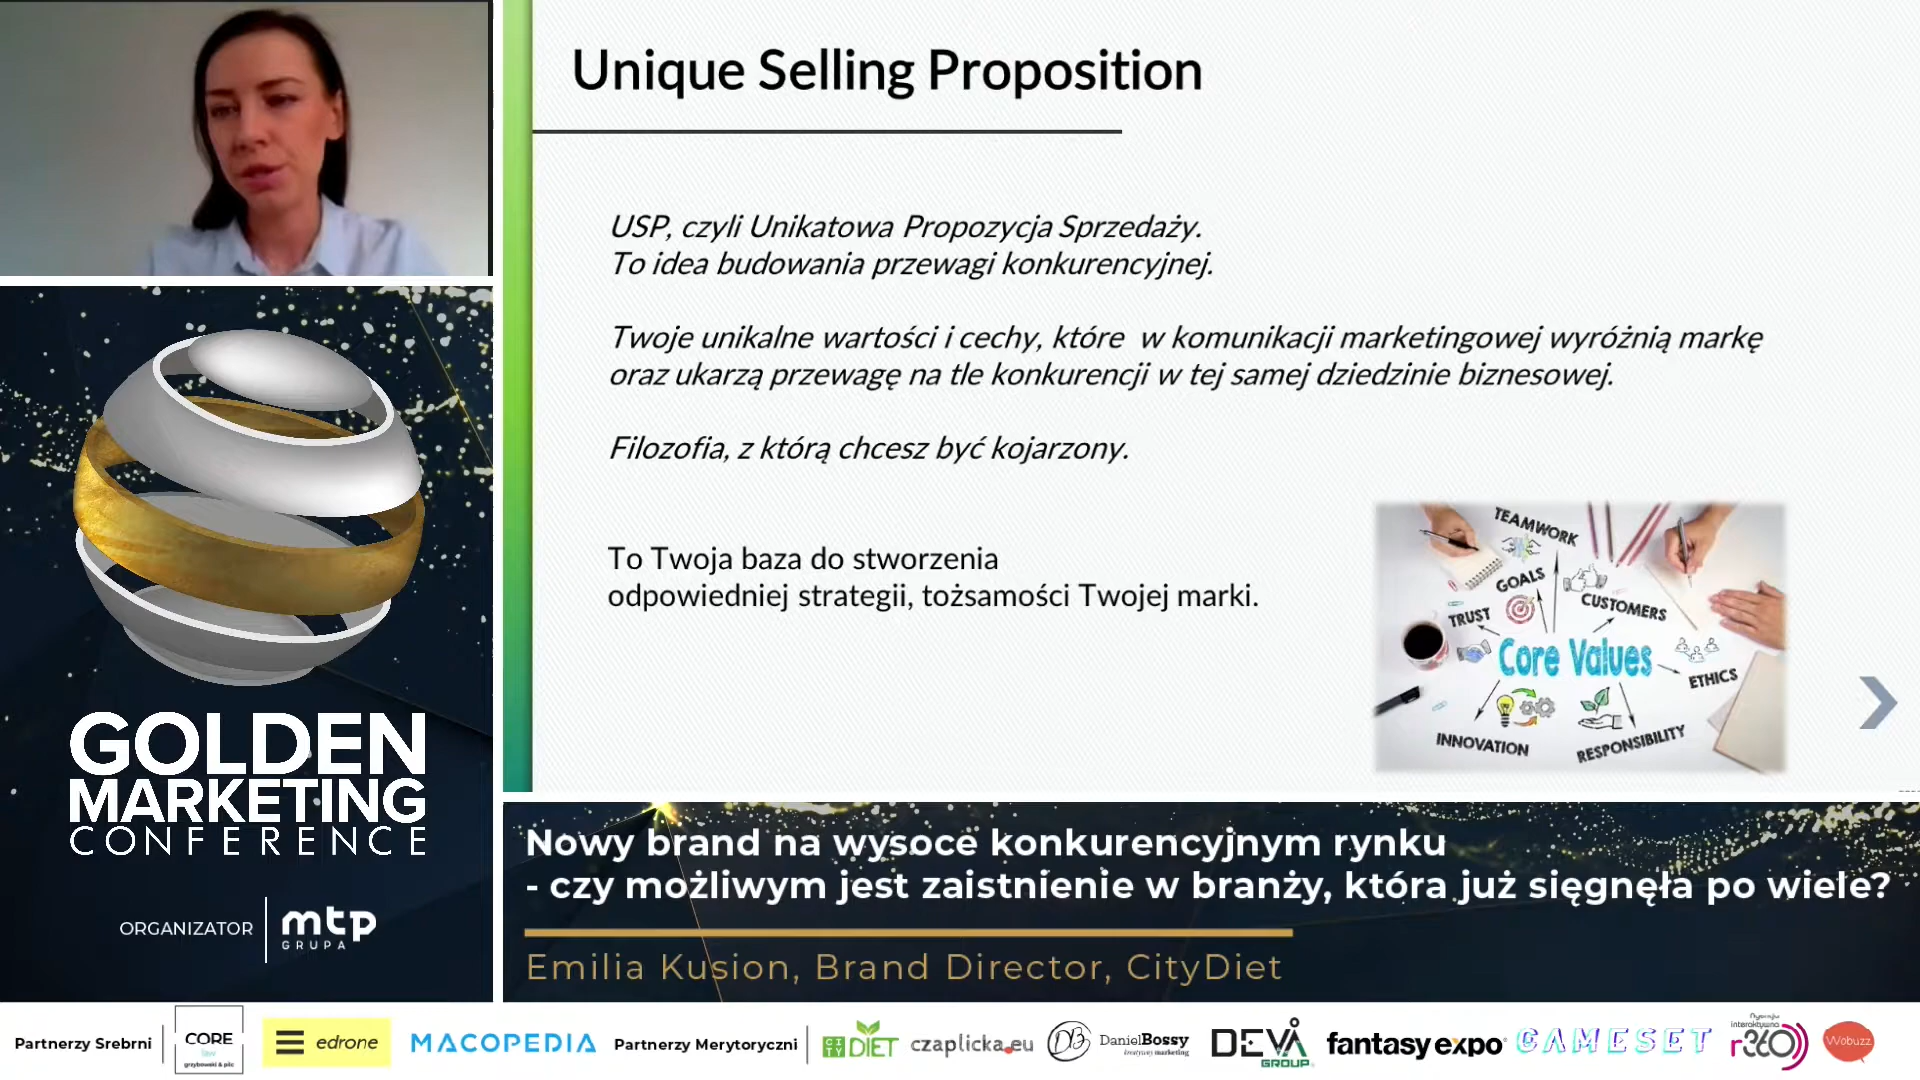 Unique Selling Proposition
USP, czyli Unikatowa Propozycja Sprzedaży.
To idea budowania przewagi konkurencyjnej.
Twoje unikalne wartości i cechy, które w komunikacji marketingowej wyróżnią markę
oraz ukarzą przewagę na tle konkurencji w tej samej dziedzinie biznesowej.
Filozofia, z którą chcesz być kojarzony.
To Twoja baza do stworzenia
odpowiedniej strategii, tożsamości Twojej marki.
TEAMWORK
GOALS
CUSTOMERS
TRUST
Core Values
ETHICS
INNOVATION
RESPONSIBILITY
GOLDEN
MARKETING
CONFERENCE
ORGANIZATOR
mtp
GRUPA
Nowy brand na wysoce konkurencyjnym rynku
- czy możliwym jest zaistnienie w branży, która już sięgnęła po wiele?
Emilia Kusion, Brand Director, CityDiet
Partnerzy Srebrni
CORE
law
grzybowski & pilc
edrone
MACOPEDIA
Partnerzy Merytoryczni
CITY DIET
czaplicka.eu
DB
DanielBossy
kreatywny marketing
DEVA
GROUP
fantasyexpo
GAMESET
Agencja
interaktywna
r360
Wobuzz